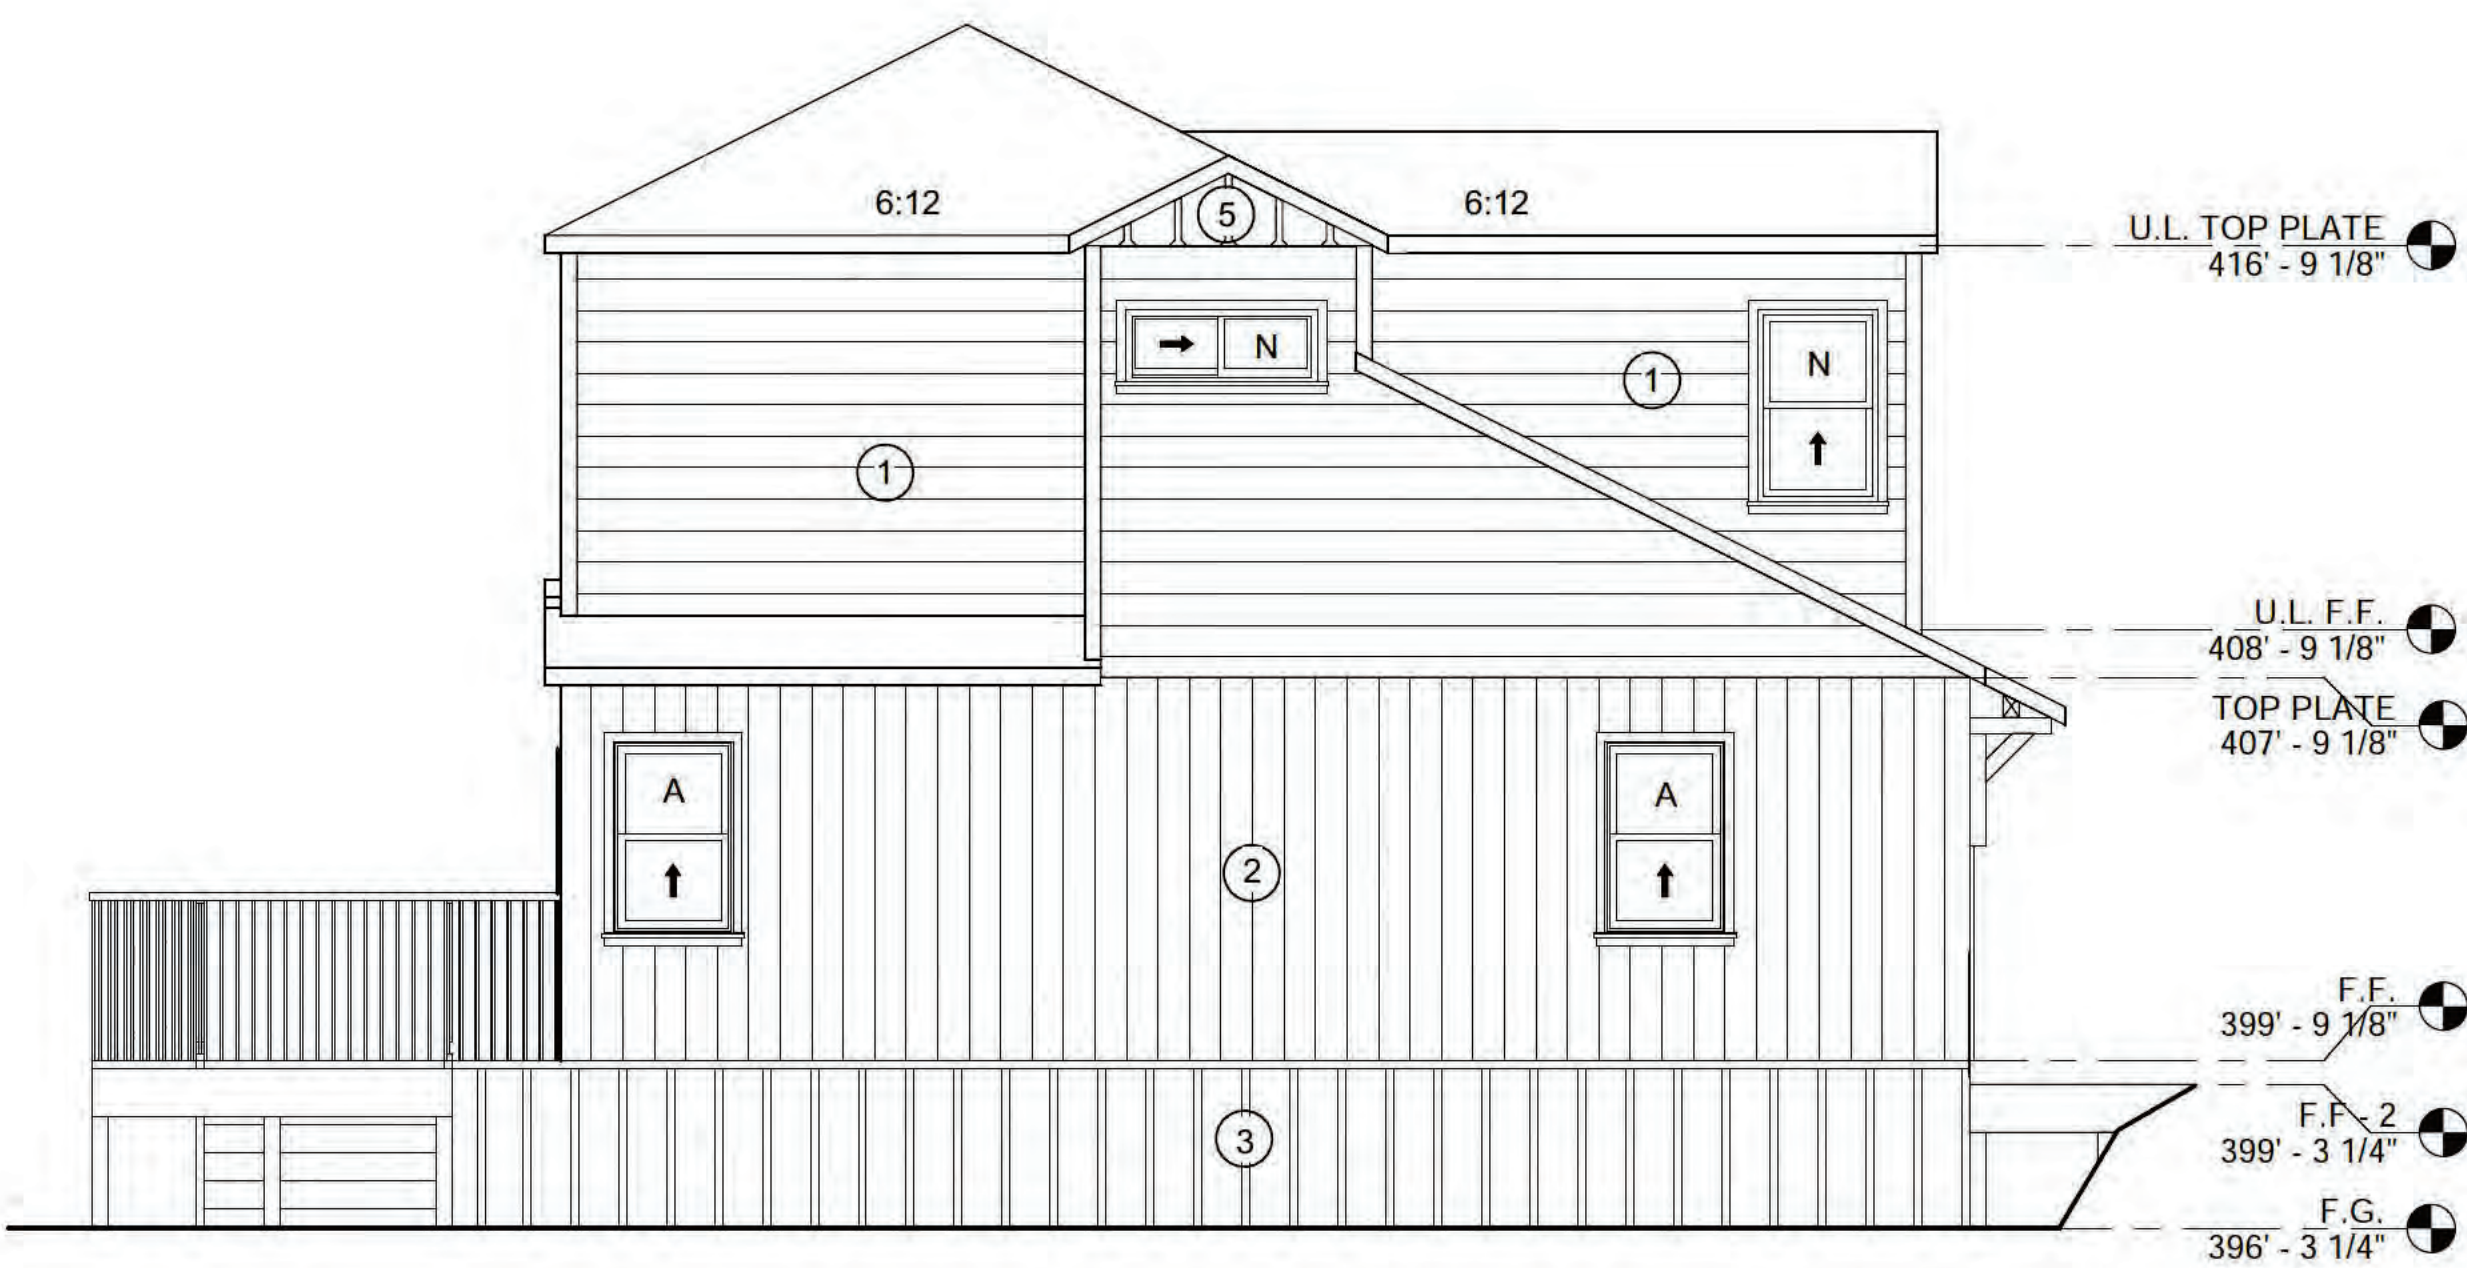 6:12
5
6:12
U.L. TOP PLATE
416' - 9 1/8"
N
N
1
1
U.L. F.F.
408' - 9 1/8"
TOP PLATE
407' - 9 1/8"
A
A
2
F.F.
399' - 9 1/8"
F.F - 2
399' - 3 1/4"
3
F.G.
396' - 3 1/4"